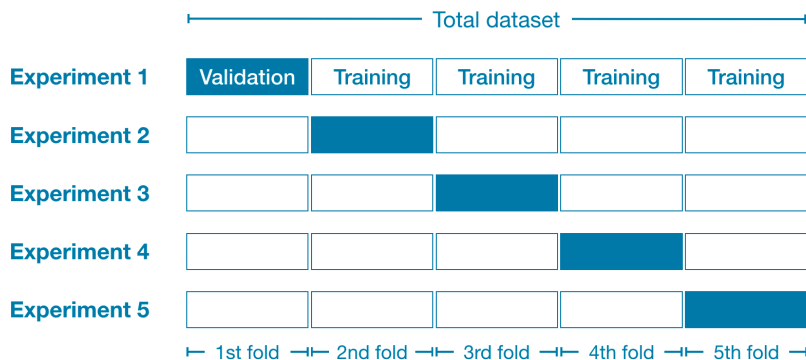 Total dataset
Experiment 1 Validation Training Training Training Training
Experiment 2
Experiment 3
Experiment 4
Experiment 5
1st fold 2nd fold 3rd fold 4th fold 5th fold